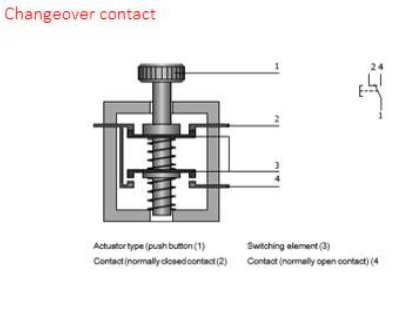 Changeover contact
1
2 4
2
1
3
4
Actuator type (push button (1)
Switching element (3)
Contact (normally closed contact (2)
Contact (normally open contact) (4